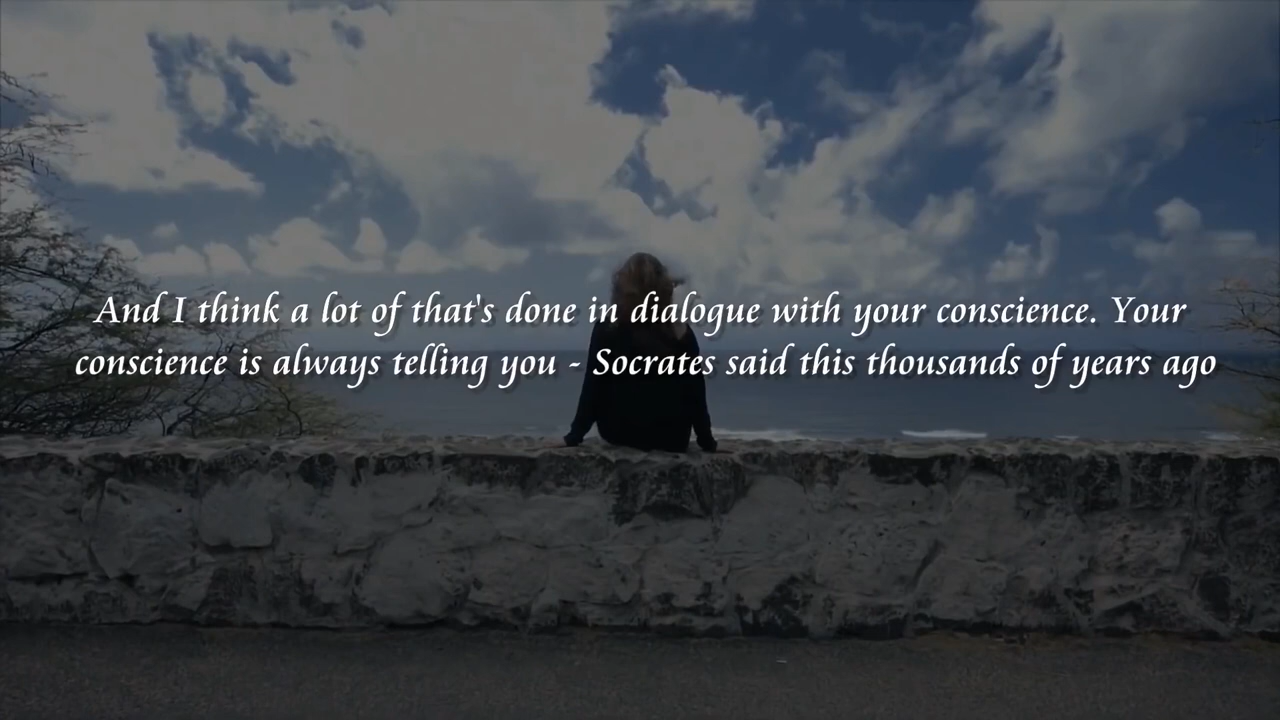 And I think a lot of that's done in dialogue with your conscience. Your
conscience is always telling you - Socrates said this thousands of years ago